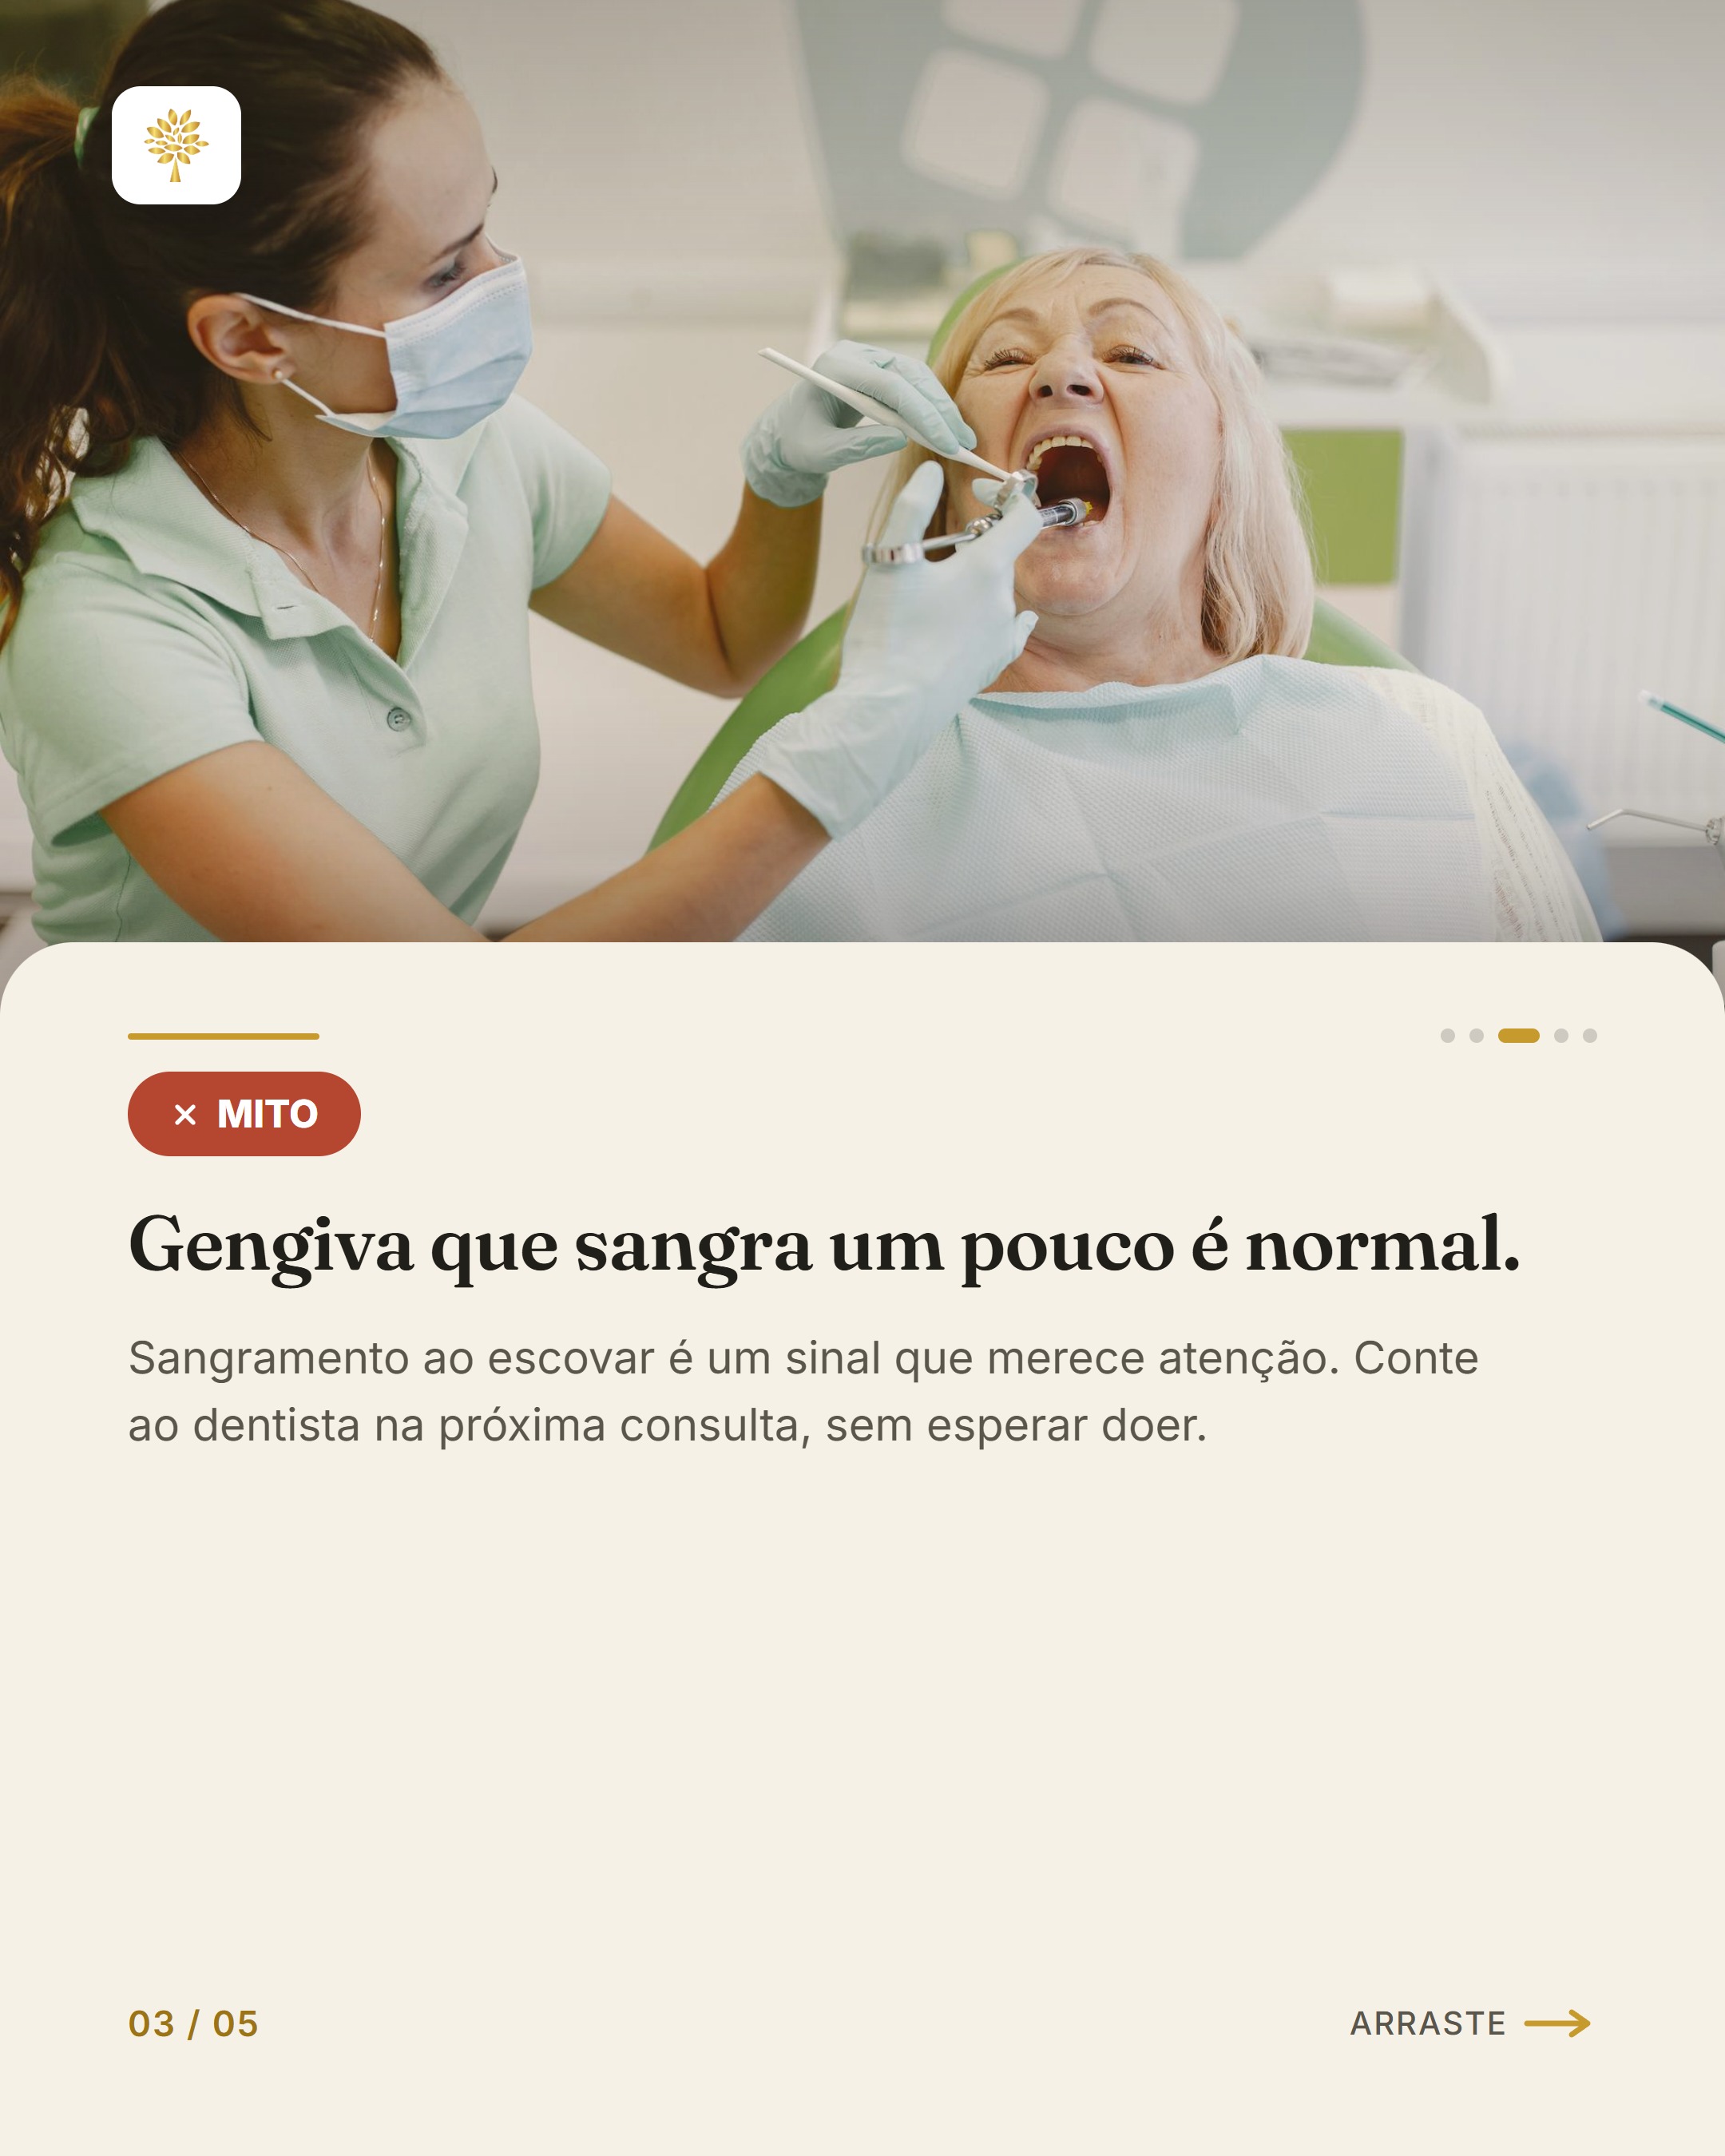 × MITO
Gengiva que sangra um pouco é normal.
Sangramento ao escovar é um sinal que merece atenção. Conte
ao dentista na próxima consulta, sem esperar doer.
03 / 05
ARRASTE →